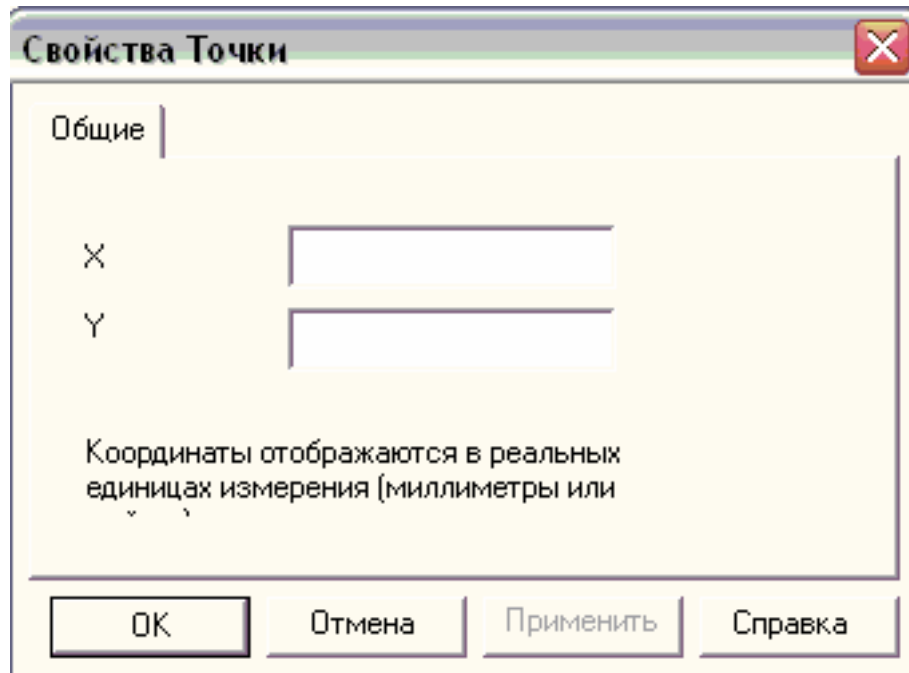 Свойства Точки
Общие
X
Y
Координаты отображаются в реальных
единицах измерения (миллиметры или
OK
Отмена
Применить
Справка